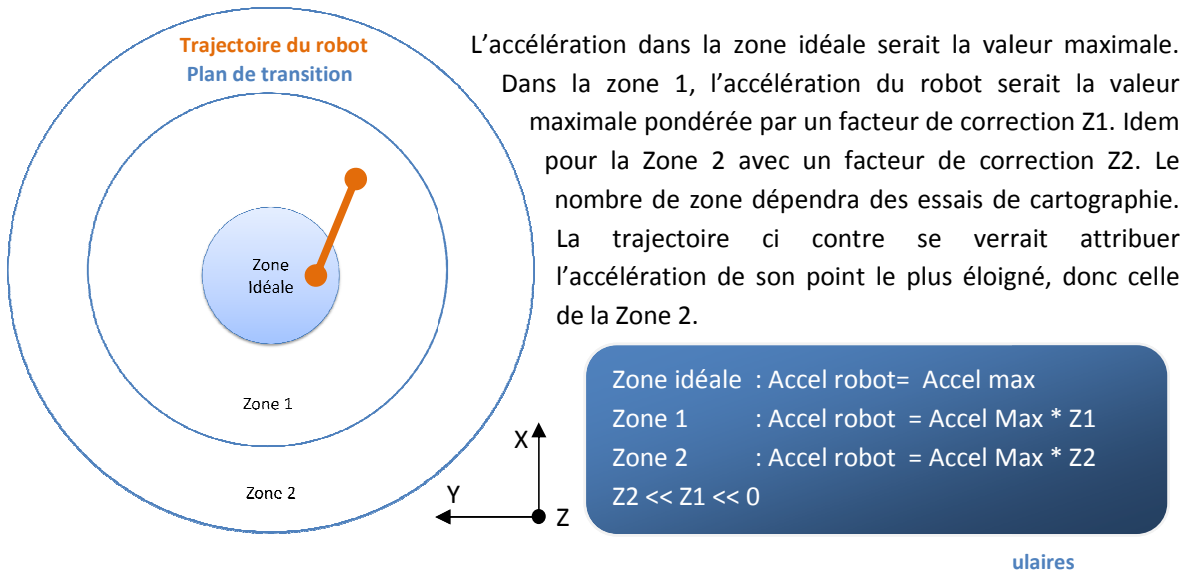 Trajectoire du robot
Plan de transition
Zone
Idéale
Zone 1
Zone 2
X
Y
Z
L’accélération dans la zone idéale serait la valeur maximale.
Dans la zone 1, l’accélération du robot serait la valeur
maximale pondérée par un facteur de correction Z1. Idem
pour la Zone 2 avec un facteur de correction Z2. Le
nombre de zone dépendra des essais de cartographie.
La trajectoire ci contre se verrait attribuer
l’accélération de son point le plus éloigné, donc celle
de la Zone 2.
Zone idéale : Accel robot= Accel max
Zone 1 : Accel robot = Accel Max * Z1
Zone 2 : Accel robot = Accel Max * Z2
Z2 << Z1 << 0
ulaires